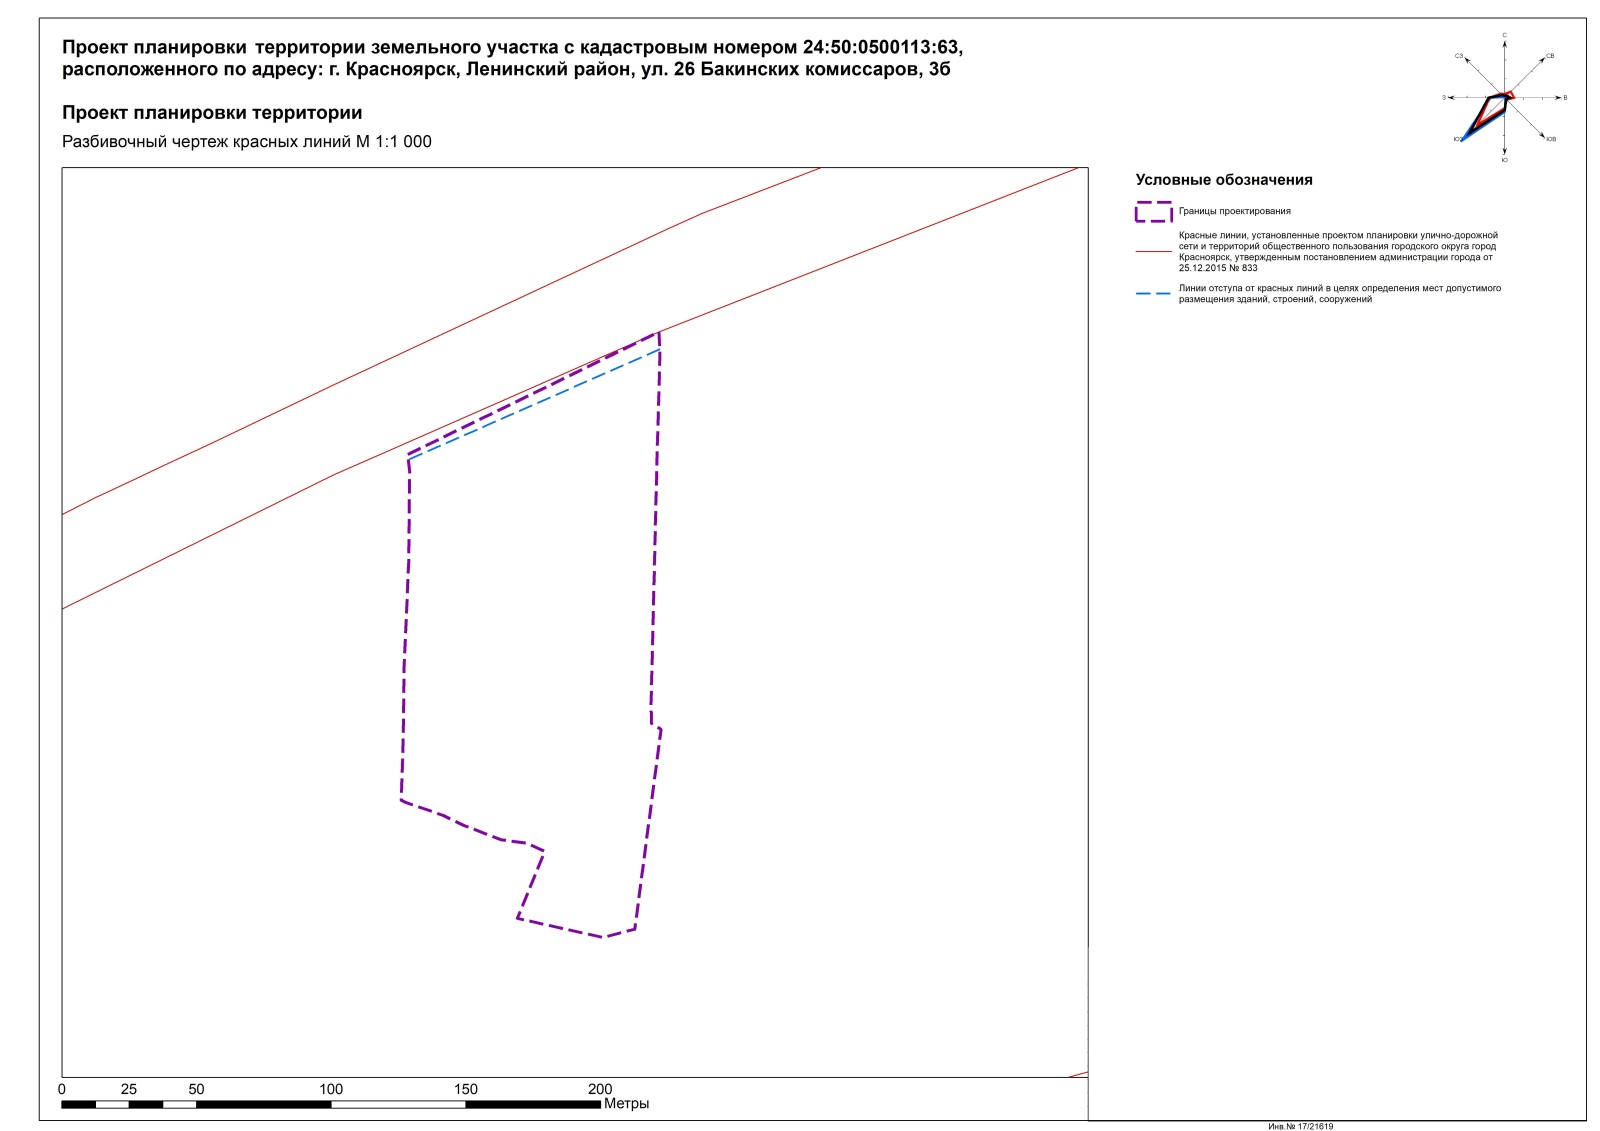 Проект планировки территории земельного участка с кадастровым номером 24:50:0500113:63,
расположенного по адресу: г. Красноярск, Ленинский район, ул. 26 Бакинских комиссаров, 3б
Проект планировки территории
Разбивочный чертеж красных линий М 1:1 000
С
СЗ
СВ
З
В
ЮЗ
ЮВ
Ю
Условные обозначения
Границы проектирования
Красные линии, установленные проектом планировки улично-дорожной
сети и территорий общественного пользования городского округа город
Красноярск, утвержденным постановлением администрации города от
25.12.2015 № 833
Линии отступа от красных линий в целях определения мест допустимого
размещения зданий, строений, сооружений
0 25 50 100 150 200
Метры
Инв.№ 17/21619